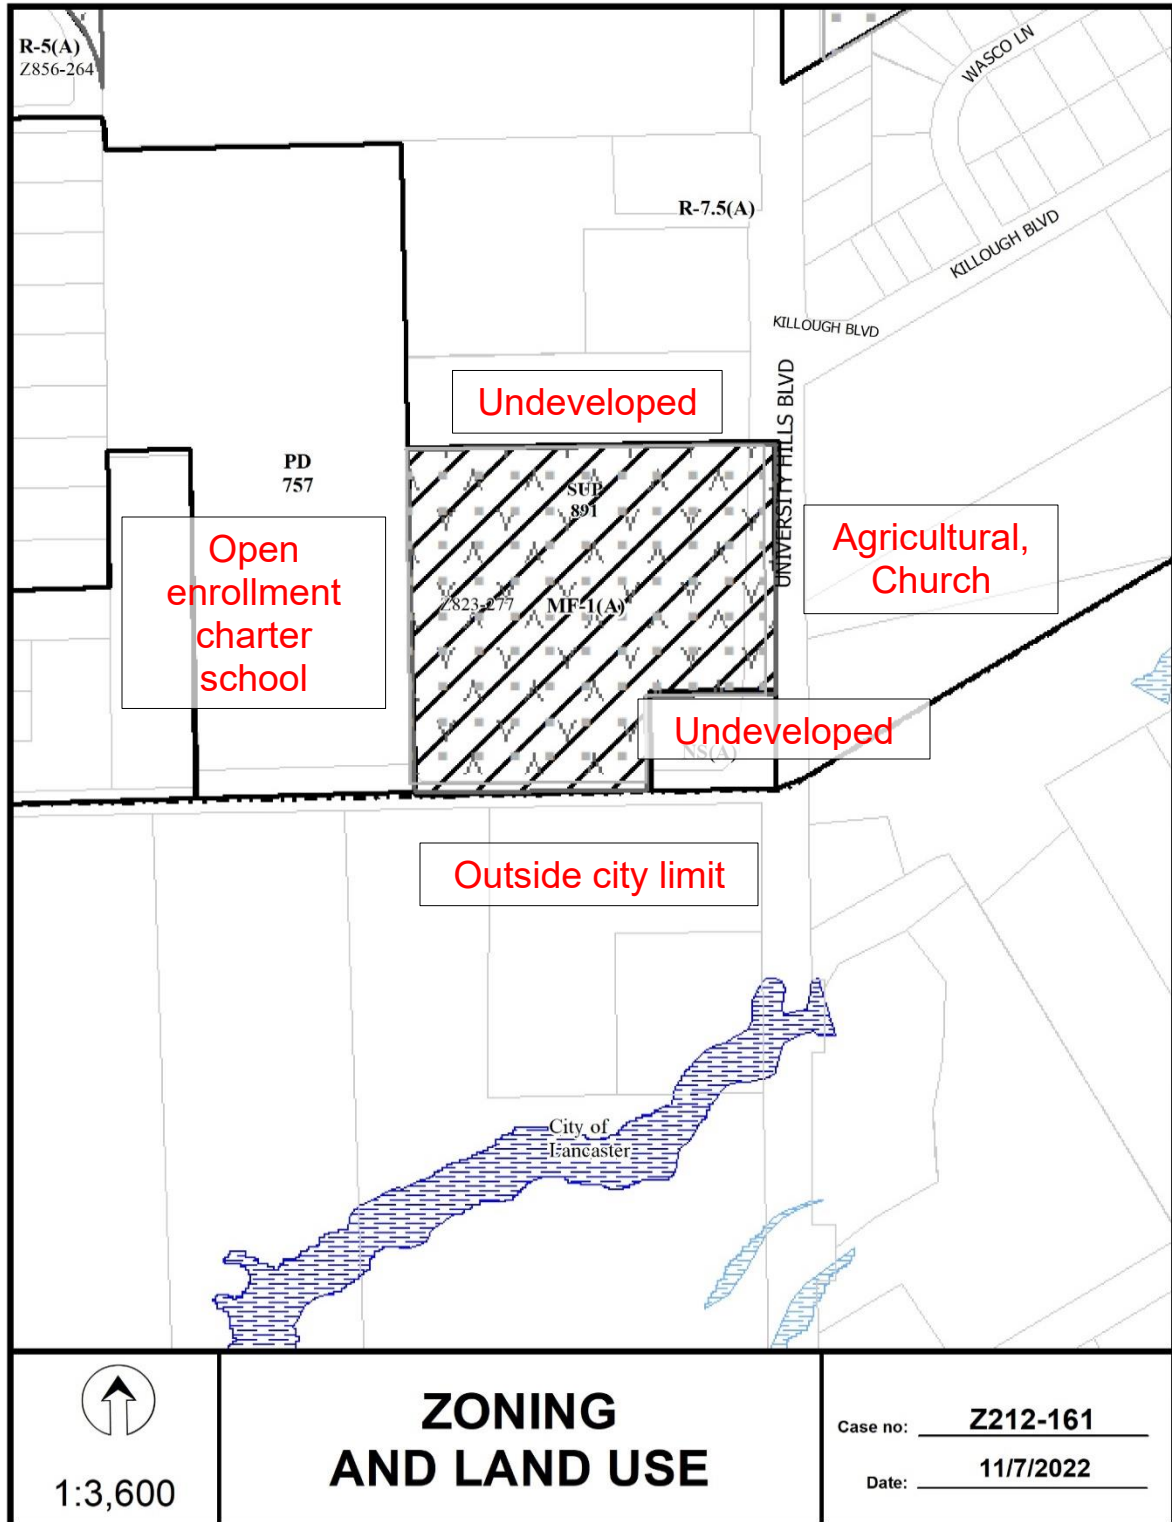 R-5(A)
Z856-264
WASCO LN
R-7.5(A)
KILLOUGH BLVD
KILLOUGH BLVD
UNIVERSITY HILLS BLVD
Undeveloped
PD
757
SUP
891
Open
enrollment
charter
school
Agricultural,
Church
Z823-277
MF-1(A)
Undeveloped
NS(A)
Outside city limit
City of
Lancaster
1:3,600
ZONING
AND LAND USE
Case no: Z212-161
Date: 11/7/2022